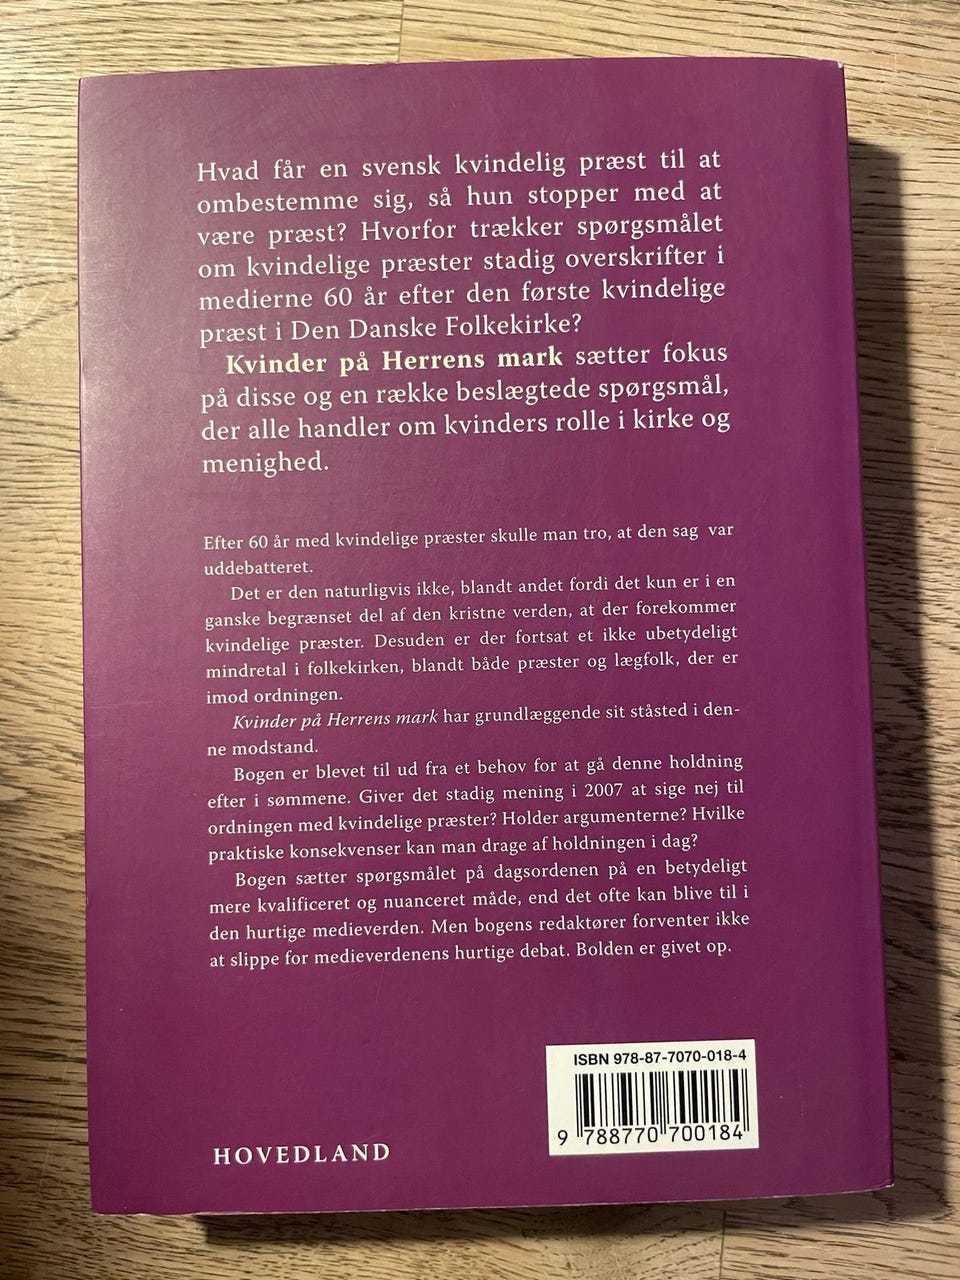 Hvad får en svensk kvindelig præst til at
ombestemme sig, så hun stopper med at
være præst? Hvorfor trækker spørgsmålet
om kvindelige præster stadig overskrifter i
medierne 60 år efter den første kvindelige
præst i Den Danske Folkekirke?
Kvinder på Herrens mark sætter fokus
på disse og en række beslægtede spørgsmål,
der alle handler om kvinders rolle i kirke og
menighed.
Efter 60 år med kvindelige præster skulle man tro, at den sag var
uddebatteret.
Det er den naturligvis ikke, blandt andet fordi det kun er i en
ganske begrænset del af den kristne verden, at der forekommer
kvindelige præster. Desuden er der fortsat et ikke ubetydeligt
mindretal i folkekirken, blandt både præster og lægfolk, der er
imod ordningen.
Kvinder på Herrens mark har grundlæggende sit ståsted i den-
ne modstand.
Bogen er blevet til ud fra et behov for at gå denne holdning
efter i sømmene. Giver det stadig mening i 2007 at sige nej til
ordningen med kvindelige præster? Holder argumenterne? Hvilke
praktiske konsekvenser kan man drage af holdningen i dag?
Bogen sætter spørgsmålet på dagsordenen på en betydeligt
mere kvalificeret og nuanceret måde, end det ofte kan blive til i
den hurtige medieverden. Men bogens redaktører forventer ikke
at slippe for medieverdenens hurtige debat. Bolden er givet op.
ISBN 978-87-7070-018-4
9 788770 700184
HOVEDLAND